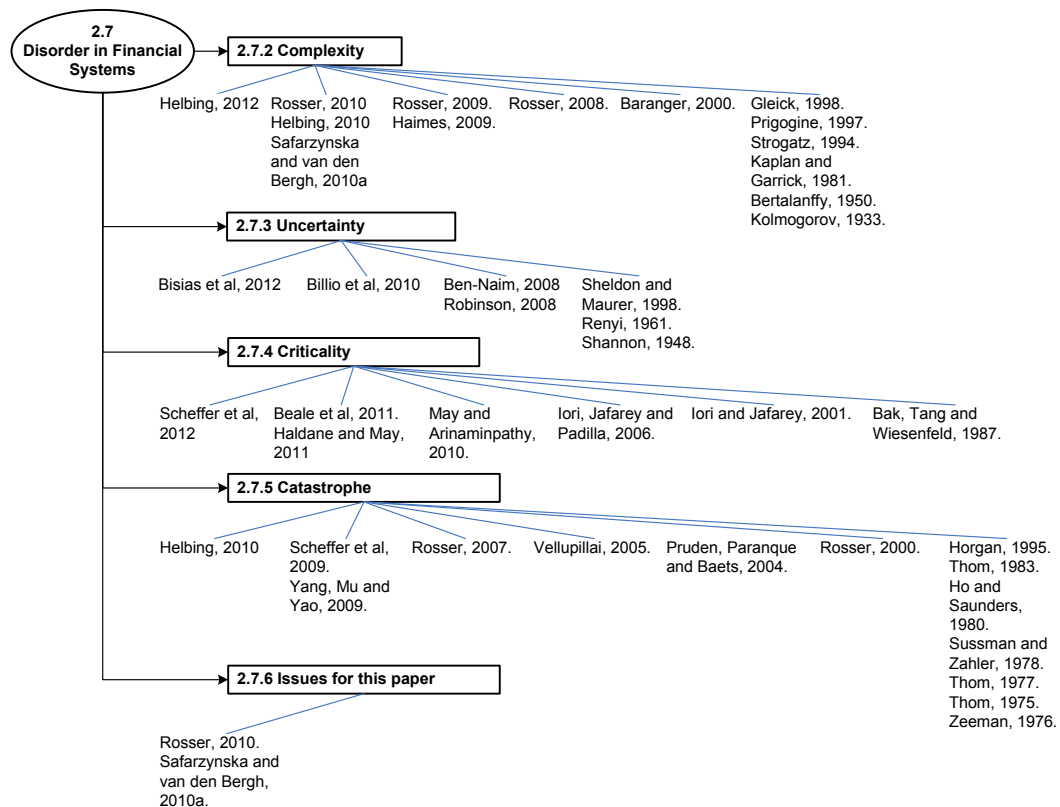 2.7
Disorder in Financial
Systems
2.7.2 Complexity
Helbing, 2012
Rosser, 2010
Helbing, 2010
Safarzynska
and van den
Bergh, 2010a
Rosser, 2009.
Haimes, 2009.
Rosser, 2008.
Baranger, 2000.
Gleick, 1998.
Prigogine, 1997.
Strogatz, 1994.
Kaplan and
Garrick, 1981.
Bertalanffy, 1950.
Kolmogorov, 1933.
2.7.3 Uncertainty
Bisias et al, 2012
Billio et al, 2010
Ben-Naim, 2008
Robinson, 2008
Sheldon and
Maurer, 1998.
Renyi, 1961.
Shannon, 1948.
2.7.4 Criticality
Scheffer et al,
2012
Beale et al, 2011.
Haldane and May,
2011
May and
Arinaminpathy,
2010.
Iori, Jafarey and
Padilla, 2006.
Iori and Jafarey, 2001.
Bak, Tang and
Wiesenfeld, 1987.
2.7.5 Catastrophe
Helbing, 2010
Scheffer et al,
2009.
Yang, Mu and
Yao, 2009.
Rosser, 2007.
Vellupillai, 2005.
Pruden, Paranque
and Baets, 2004.
Rosser, 2000.
Horgan, 1995.
Thom, 1983.
Ho and
Saunders,
1980.
Sussman and
Zahler, 1978.
Thom, 1977.
Thom, 1975.
Zeeman, 1976.
2.7.6 Issues for this paper
Rosser, 2010.
Safarzynska and
van den Bergh,
2010a.